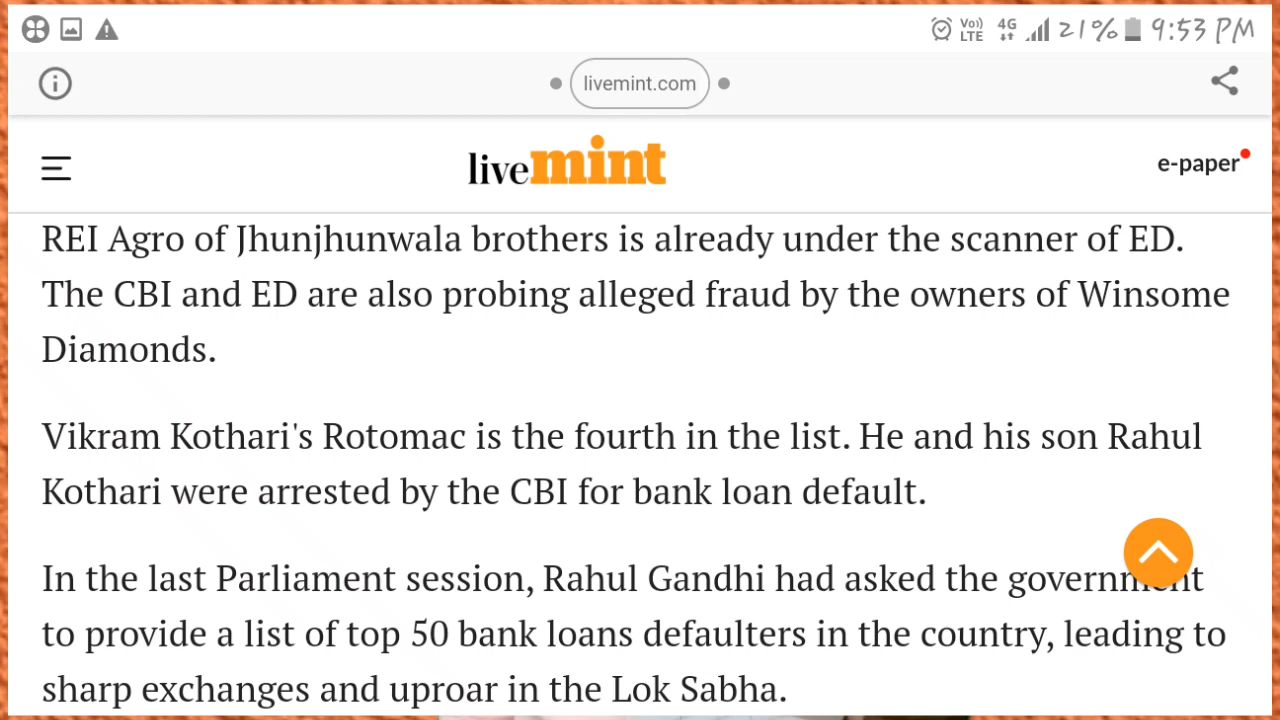 Vo)) LTE 4G 21% 9:53 PM
livemint.com
livemint e-paper
REI Agro of Jhunjhunwala brothers is already under the scanner of ED.
The CBI and ED are also probing alleged fraud by the owners of Winsome
Diamonds.
Vikram Kothari's Rotomac is the fourth in the list. He and his son Rahul
Kothari were arrested by the CBI for bank loan default.
In the last Parliament session, Rahul Gandhi had asked the government
to provide a list of top 50 bank loans defaulters in the country, leading to
sharp exchanges and uproar in the Lok Sabha.